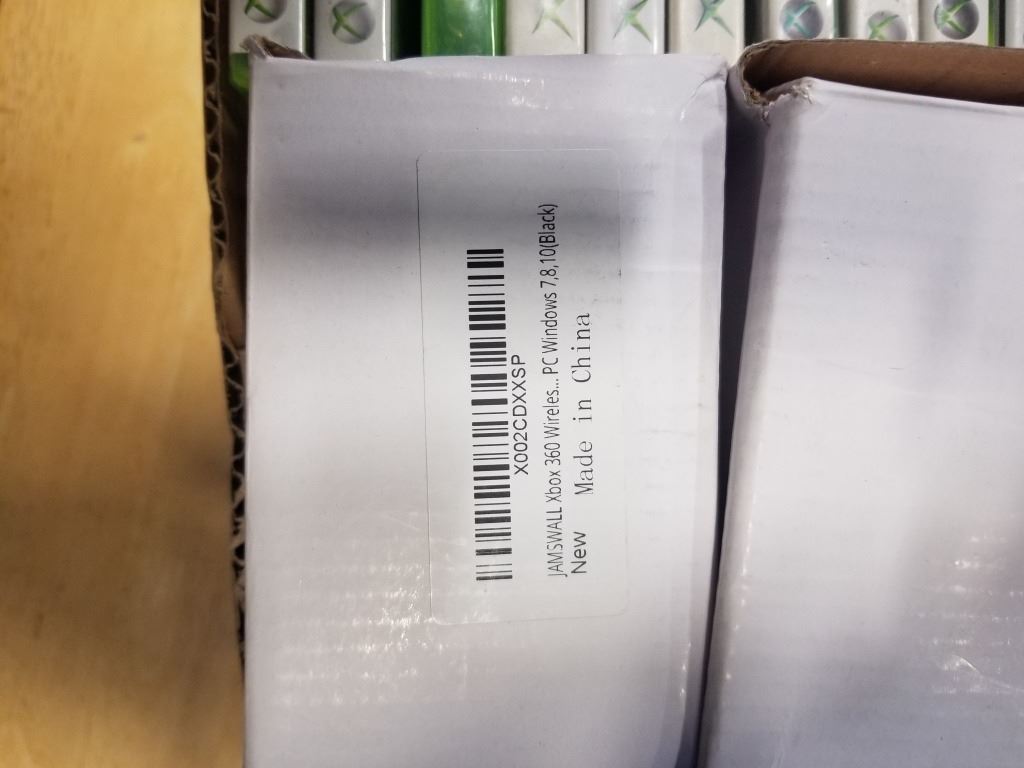 X002CDXXSP
JAMSWALL Xbox 360 Wireles... PC Windows 7,8,10(Black)
New Made in China